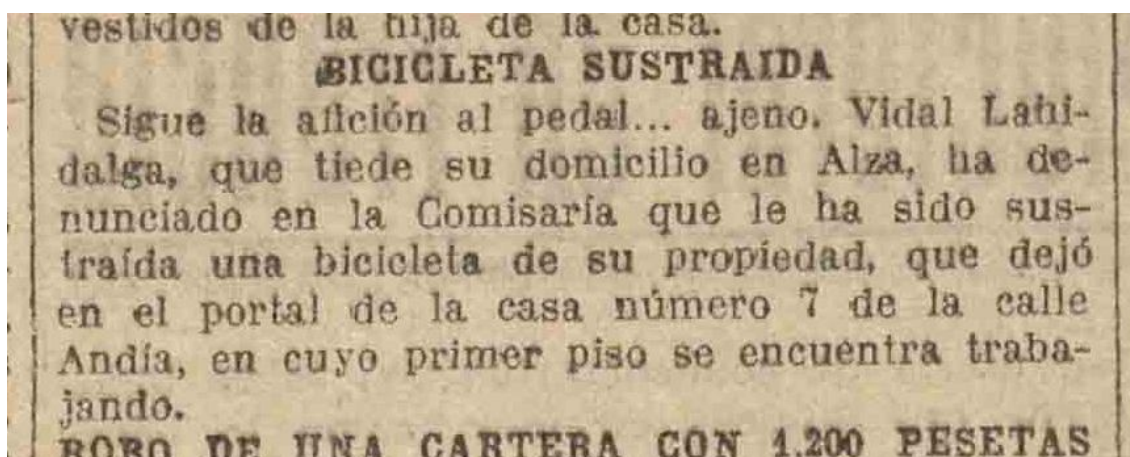 vestidos de la hija de la casa.
BICICLETA SUSTRAIDA
Sigue la afición al pedal... ajeno. Vidal Lahi-
dalga, que tiede su domicilio en Alza, ha de-
nunciado en la Comisaría que le ha sido sus-
traída una bicicleta de su propiedad, que dejó
en el portal de la casa número 7 de la calle
Andía, en cuyo primer piso se encuentra traba-
jando.
ROBO DE UNA CARTERA CON 1.200 PESETAS